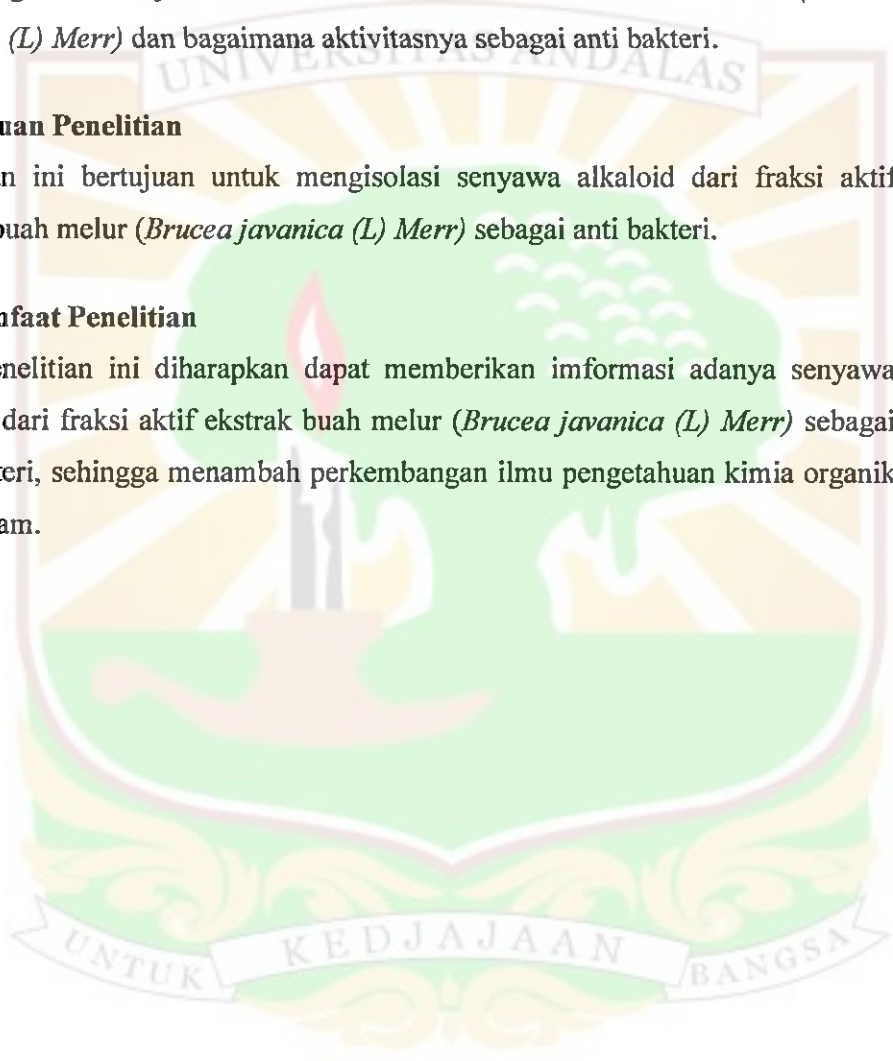 (L) Merr) dan bagaimana aktivitasnya sebagai anti bakteri.
UNIVERSITAS ANDALAS
uan Penelitian
n ini bertujuan untuk mengisolasi senyawa alkaloid dari fraksi aktif
buah melur (Brucea javanica (L) Merr) sebagai anti bakteri.
nfaat Penelitian
enelitian ini diharapkan dapat memberikan imformasi adanya senyawa
dari fraksi aktif ekstrak buah melur (Brucea javanica (L) Merr) sebagai
teri, sehingga menambah perkembangan ilmu pengetahuan kimia organik
am.
UNTUK KEDJAJAAN BANGSA